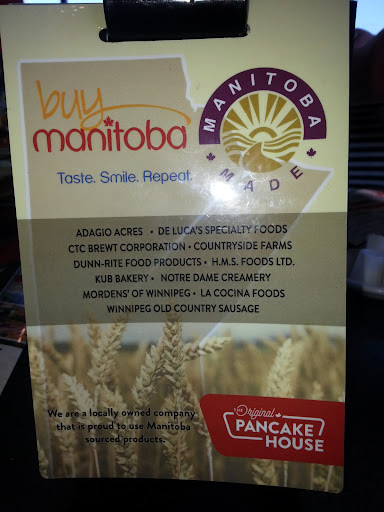 buy
manitoba
Taste. Smile. Repeat.
MANITOBA
MADE
ADAGIO ACRES • DE LUCA'S SPECIALTY FOODS
CTC BREWT CORPORATION • COUNTRYSIDE FARMS
DUNN-RITE FOOD PRODUCTS • H.M.S. FOODS LTD.
KUB BAKERY • NOTRE DAME CREAMERY
MORDENS' OF WINNIPEG • LA COCINA FOODS
WINNIPEG OLD COUNTRY SAUSAGE
We are a locally owned company
that is proud to use Manitoba
sourced products.
THE Original
PANCAKE
HOUSE